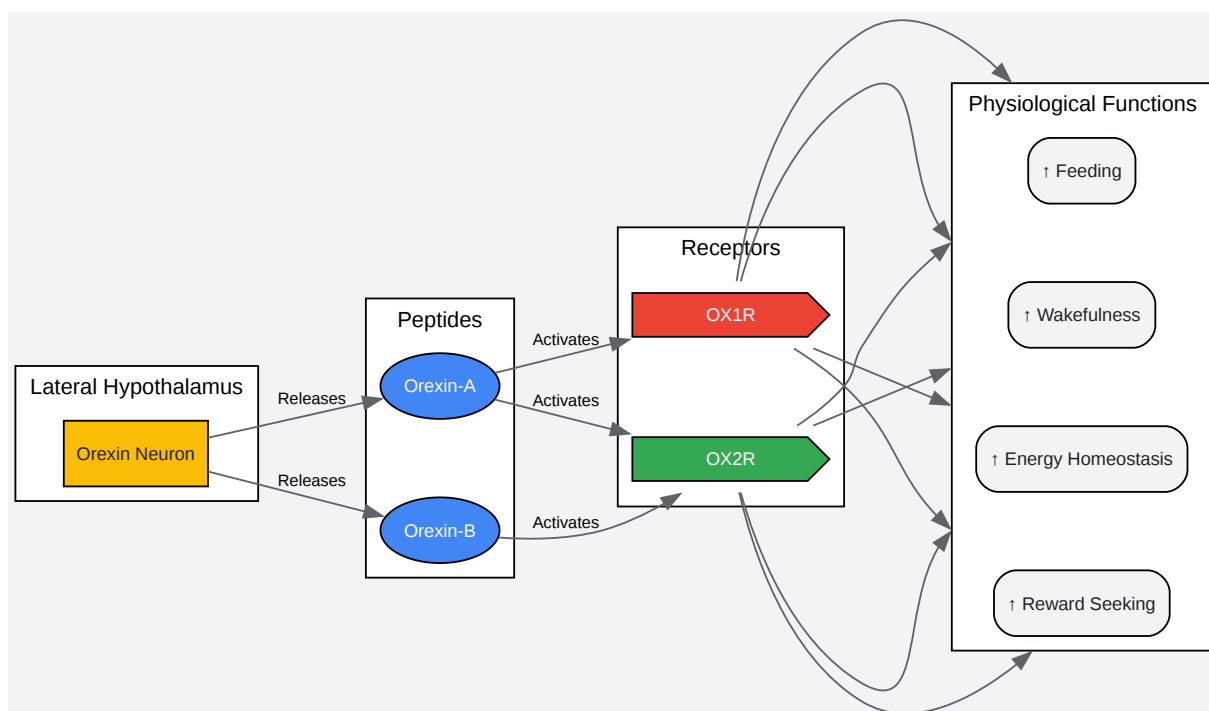 Lateral Hypothalamus
Orexin Neuron
Releases
Releases
Peptides
Orexin-A
Orexin-B
Activates
Activates
Activates
Receptors
OX1R
OX2R
Physiological Functions
↑ Feeding
↑ Wakefulness
↑ Energy Homeostasis
↑ Reward Seeking